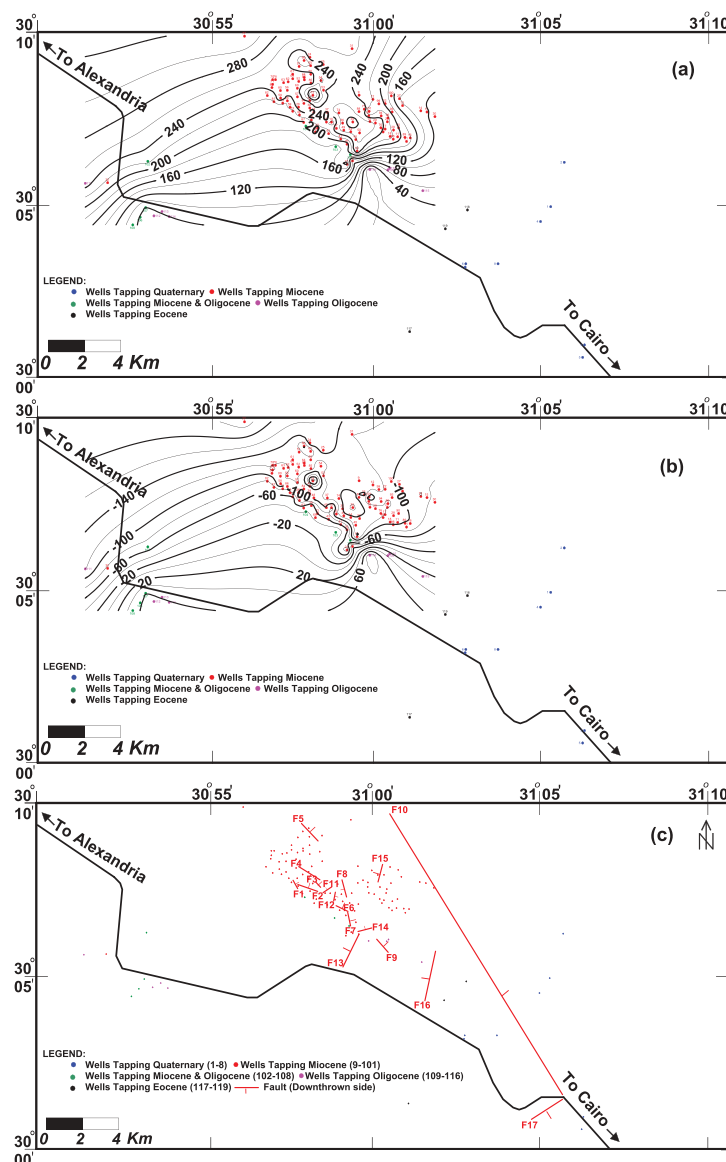 30° 10' 30 55 31 00 31 05 31 10
To Alexandria
(a)
280
240
200
160
120
240
240
200
160
240
200
160
120
80
40
30° 05'
LEGEND:
Wells Tapping Quaternary Wells Tapping Miocene
Wells Tapping Miocene & Oligocene Wells Tapping Oligocene
Wells Tapping Eocene
0 2 4 Km
To Cairo
30° 00'
30° 10' 30°55 31°00 31°05 31°10
To Alexandria
(b)
-140
-100
-60
-20
20
-100
-60
-20
20
-100
-60
60
30° 05'
LEGEND:
Wells Tapping Quaternary Wells Tapping Miocene
Wells Tapping Miocene & Oligocene Wells Tapping Oligocene
Wells Tapping Eocene
0 2 4 Km
To Cairo
30° 00'
30° 10' 30°55 31°00 31°05 31°10
To Alexandria
(c)
N
F10
F5
F15
F4
F3
F11
F8
F1
F2
F12
F6
F7
F14
F13
F9
F16
30° 05'
LEGEND:
Wells Tapping Quaternary (1-8) Wells Tapping Miocene (9-101)
Wells Tapping Miocene & Oligocene (102-108) Wells Tapping Oligocene (109-116)
Wells Tapping Eocene (117-119) Fault (Downthrown side)
0 2 4 Km
To Cairo
F17
30° 00'